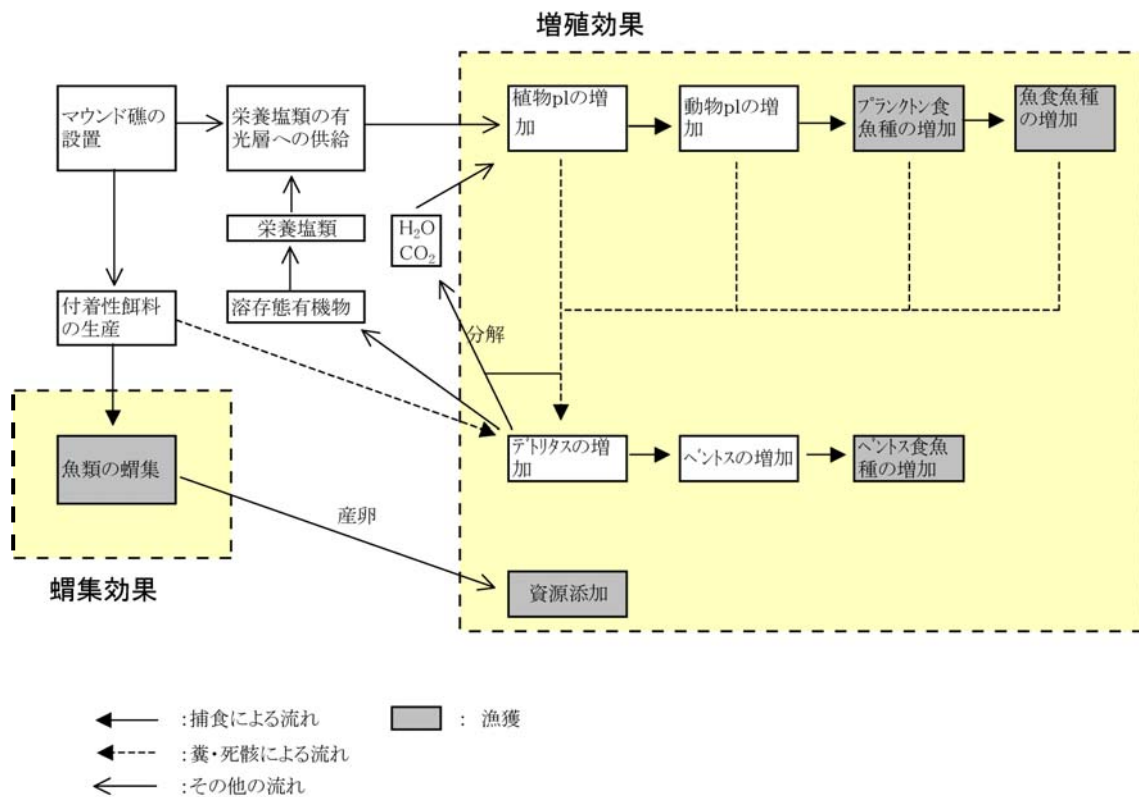 増殖効果
マウンド礁の
設置
栄養塩類の有
光層への供給
植物plの増
加
動物plの増
加
プランクトン食
魚種の増加
魚食魚種
の増加
栄養塩類
H₂O
CO₂
付着性餌料
の生産
溶存態有機物
分解
魚類の蝟集
デトリタスの増
加
ベントスの増加
ベントス食魚
種の増加
産卵
蝟集効果
資源添加
:捕食による流れ
: 漁獲
:糞・死骸による流れ
:その他の流れ